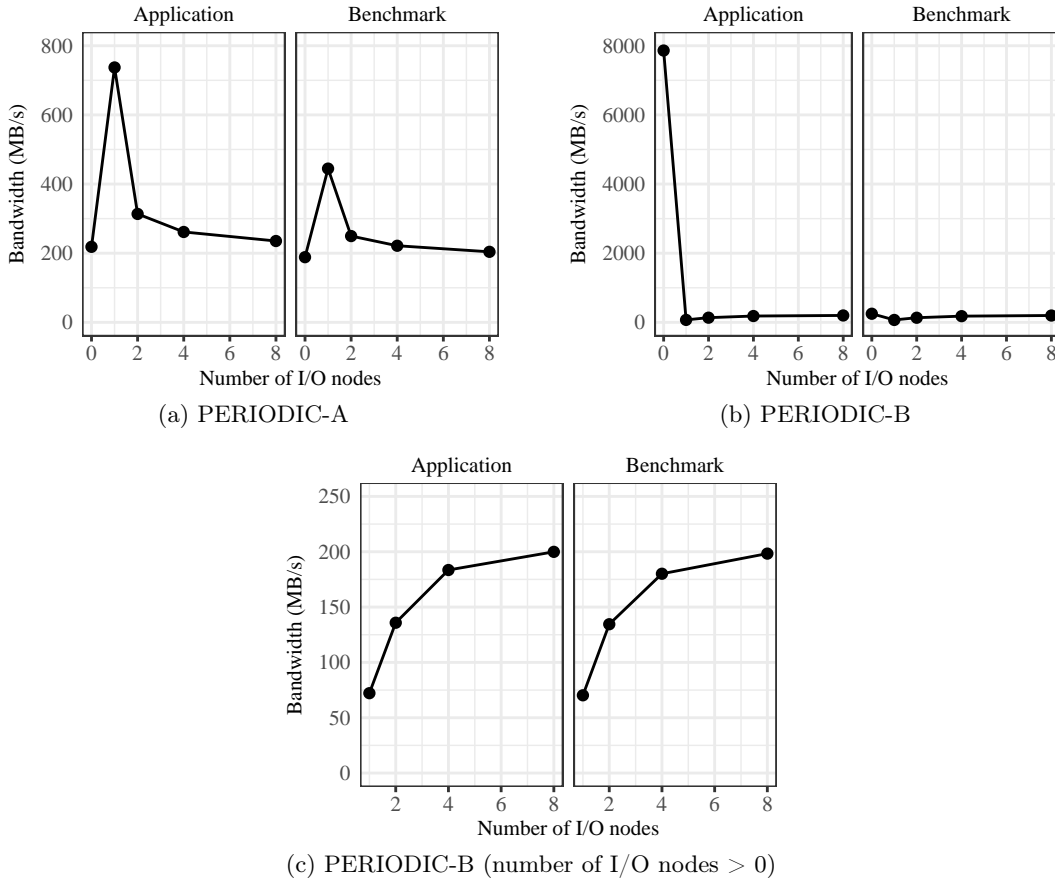 Application Benchmark
800
600
400
200
0
Bandwidth (MB/s)
0 2 4 6 8 0 2 4 6 8
Number of I/O nodes
(a) PERIODIC-A
Application Benchmark
8000
6000
4000
2000
0
Bandwidth (MB/s)
0 2 4 6 8 0 2 4 6 8
Number of I/O nodes
(b) PERIODIC-B
Application Benchmark
250
200
150
100
50
0
Bandwidth (MB/s)
2 4 6 8 2 4 6 8
Number of I/O nodes
(c) PERIODIC-B (number of I/O nodes > 0)